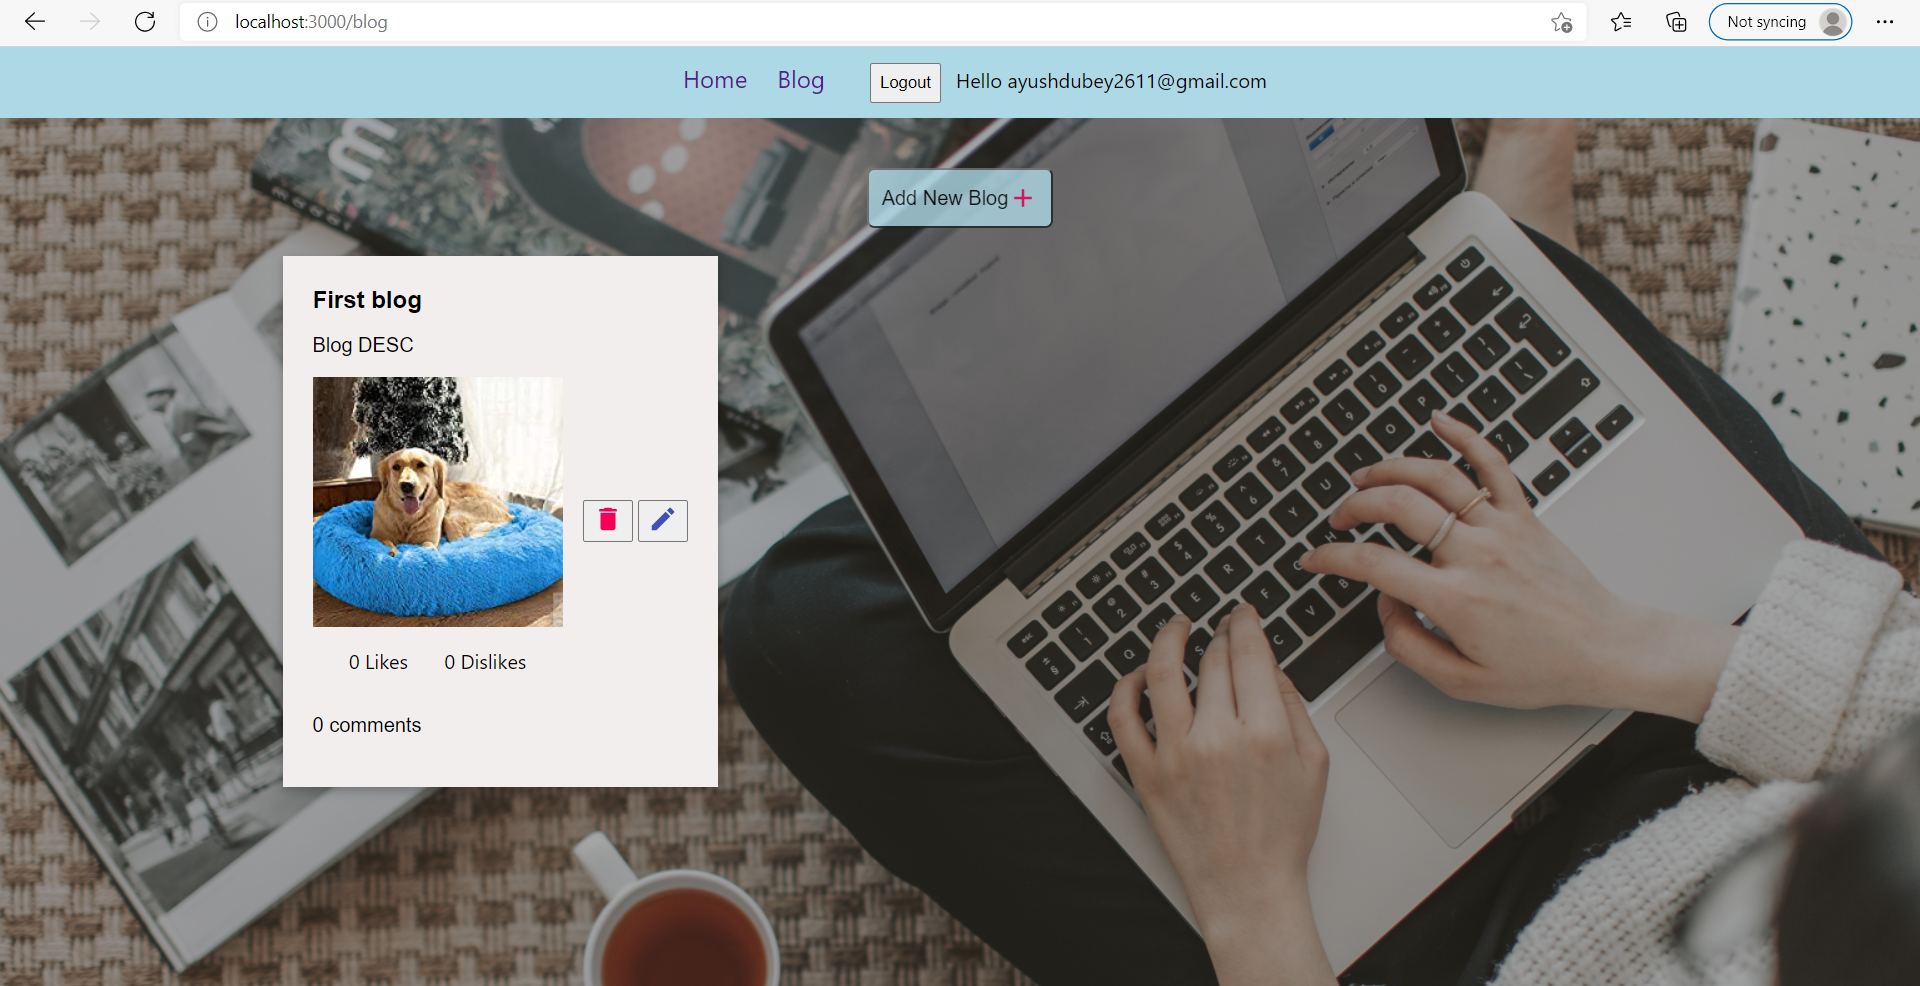 localhost:3000/blog
Not syncing
Home Blog Logout Hello ayushdubey2611@gmail.com
Add New Blog
First blog
Blog DESC
0 Likes 0 Dislikes
0 comments